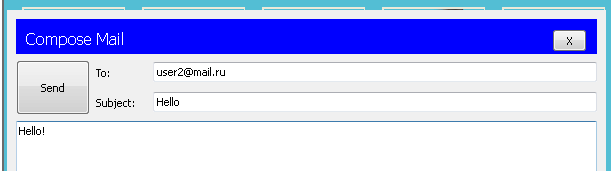 Compose Mail
X
Send
To:
user2@mail.ru
Subject:
Hello
Hello!